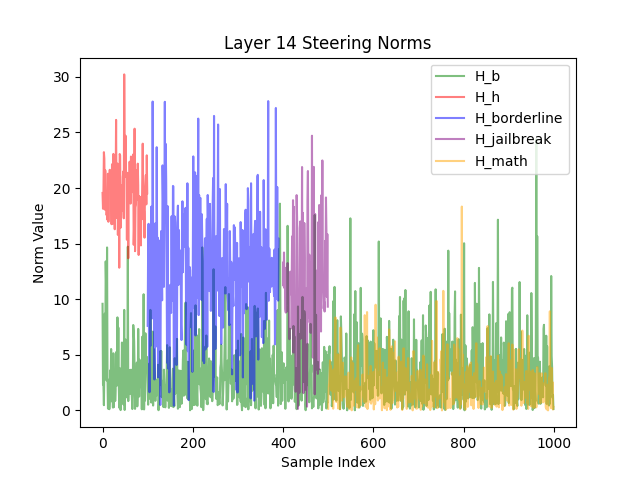 Layer 14 Steering Norms
H_b
H_h
H_borderline
H_jailbreak
H_math
Norm Value
30
25
20
15
10
5
0
0
200
400
600
800
1000
Sample Index